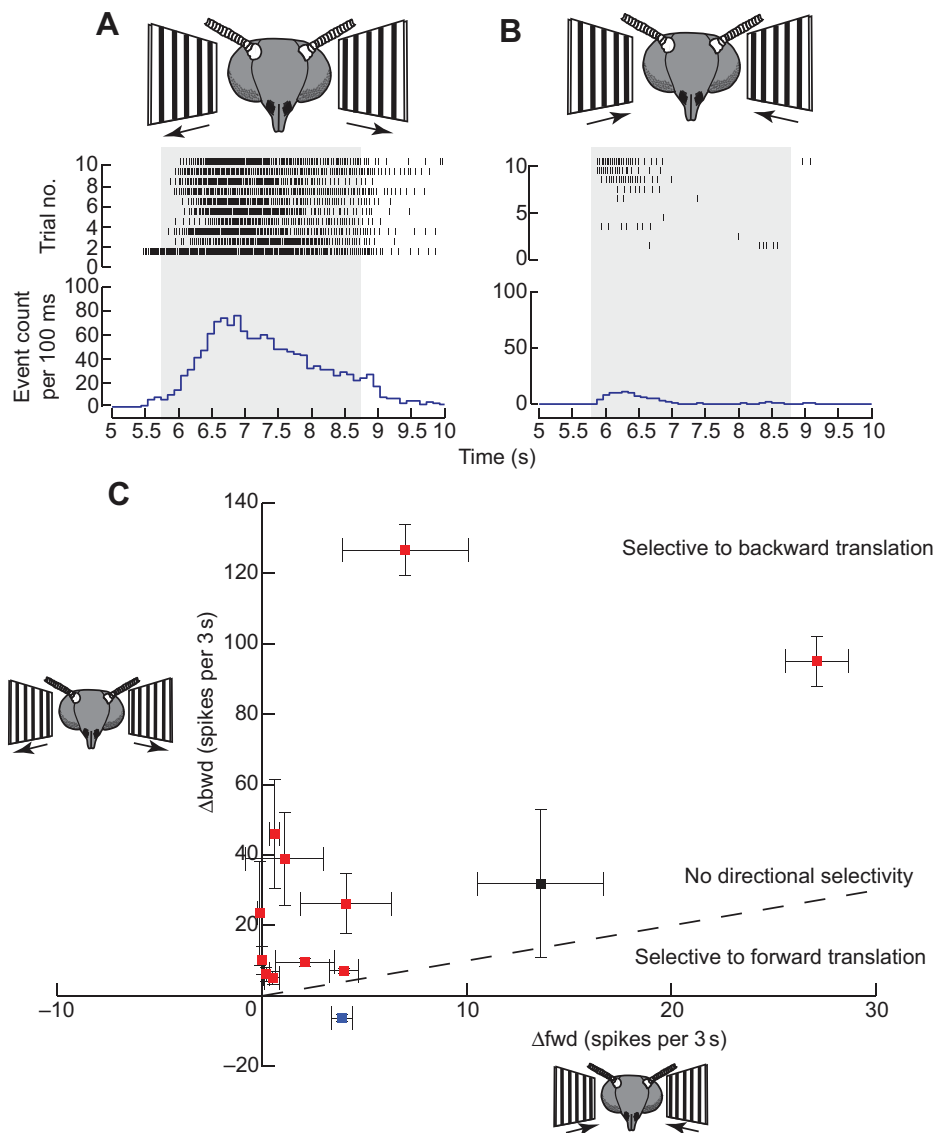 A
B
10
8
6
4
2
0
Trial no.
10
5
0
100
80
60
40
20
0
Event count
per 100 ms
100
50
0
5 5.5 6 6.5 7 7.5 8 8.5 9 9.5 10
5 5.5 6 6.5 7 7.5 8 8.5 9 9.5 10
Time (s)
C
140
120
100
80
60
40
20
0
–20
Δbwd (spikes per 3 s)
Selective to backward translation
No directional selectivity
Selective to forward translation
–10
10
20
30
Δfwd (spikes per 3 s)